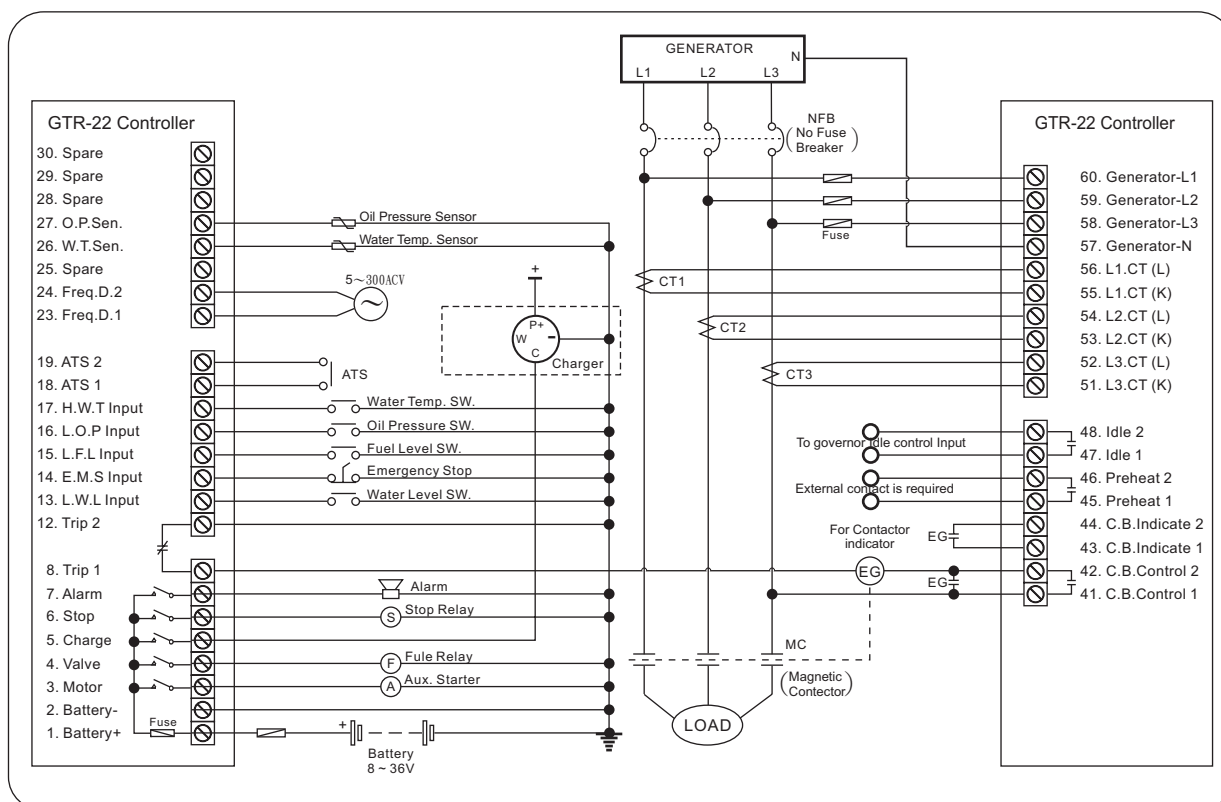 GENERATOR
N
L1 L2 L3
NFB
( No Fuse )
Breaker
GTR-22 Controller
30. Spare
29. Spare
28. Spare
27. O.P.Sen.
26. W.T.Sen.
25. Spare
24. Freq.D.2
23. Freq.D.1
19. ATS 2
18. ATS 1
17. H.W.T Input
16. L.O.P Input
15. L.F.L Input
14. E.M.S Input
13. L.W.L Input
12. Trip 2
8. Trip 1
7. Alarm
6. Stop
5. Charge
4. Valve
3. Motor
2. Battery-
1. Battery+
Fuse
Oil Pressure Sensor
Water Temp. Sensor
5~300ACV
+
P+
W -
C
Charger
ATS
Water Temp. SW.
Oil Pressure SW.
Fuel Level SW.
Emergency Stop
Water Level SW.
Alarm
S Stop Relay
F Fule Relay
A Aux. Starter
+
Battery
8 ~ 36V
Fuse
CT1
CT2
CT3
To governor Idle control Input
External contact is required
For Contactor
indicator
EG
EG
EG
MC
( Magnetic )
Contector
LOAD
GTR-22 Controller
60. Generator-L1
59. Generator-L2
58. Generator-L3
57. Generator-N
56. L1.CT (L)
55. L1.CT (K)
54. L2.CT (L)
53. L2.CT (K)
52. L3.CT (L)
51. L3.CT (K)
48. Idle 2
47. Idle 1
46. Preheat 2
45. Preheat 1
44. C.B.Indicate 2
43. C.B.Indicate 1
42. C.B.Control 2
41. C.B.Control 1